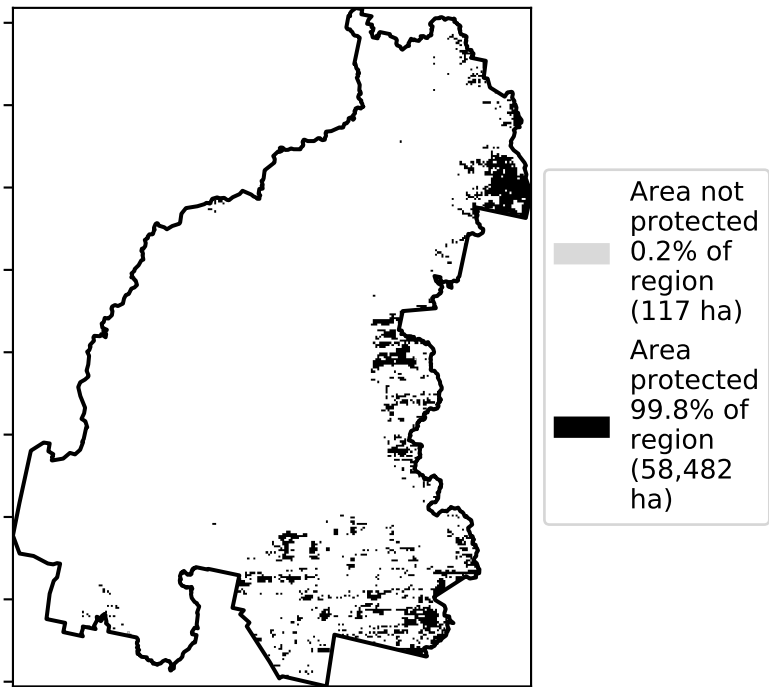 Area not
protected
0.2% of
region
(117 ha)
Area
protected
99.8% of
region
(58,482
ha)